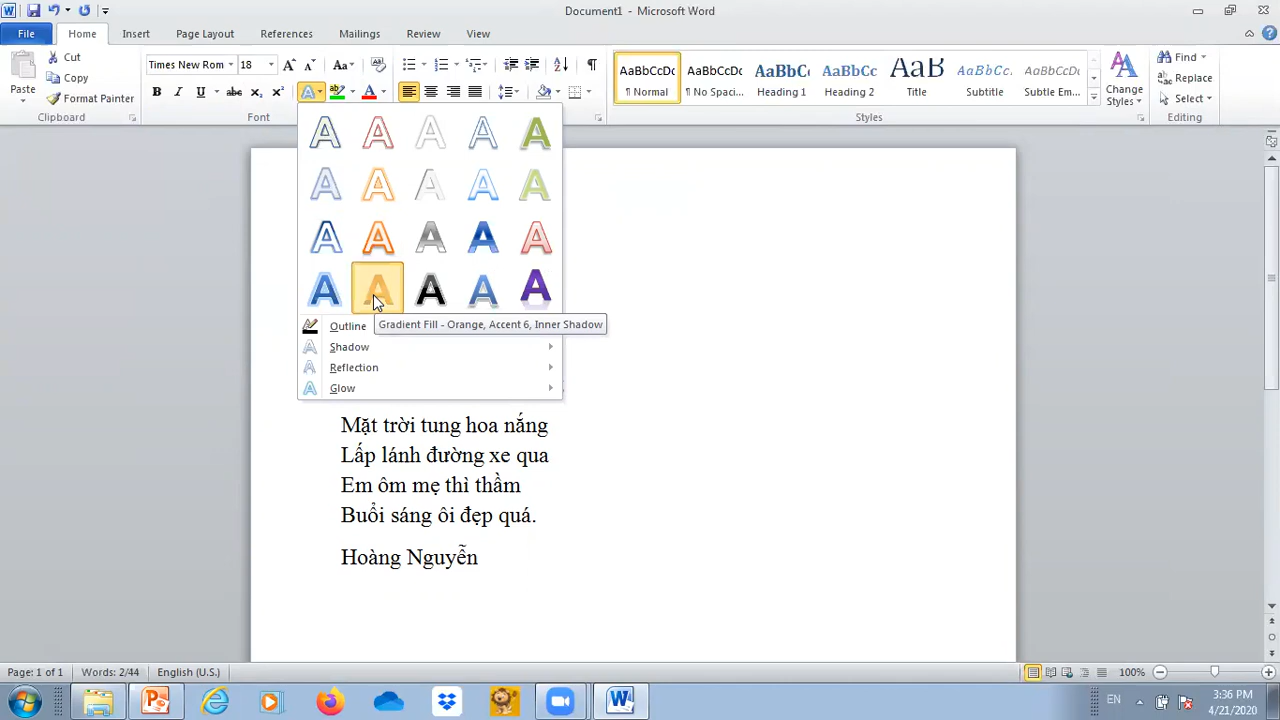 Document1 - Microsoft Word
File Home Insert Page Layout References Mailings Review View
Paste
Cut
Copy
Format Painter
Clipboard
Times New Rom 18
Font
AaBbCcDc AaBbCcDc AaBbCc AaBbCc AaB AaBbCc. AaBbCcDc
¶ Normal ¶ No Spaci... Heading 1 Heading 2 Title Subtitle Subtle Em...
Change
Styles
Styles
Find
Replace
Select
Editing
Gradient Fill - Orange, Accent 6, Inner Shadow
Outline
Shadow
Reflection
Glow
Mặt trời tung hoa nắng
Lấp lánh đường xe qua
Em ôm mẹ thì thầm
Buổi sáng ôi đẹp quá.
Hoàng Nguyễn
Page: 1 of 1 Words: 2/44 English (U.S.) 100%
EN 3:36 PM
4/21/2020